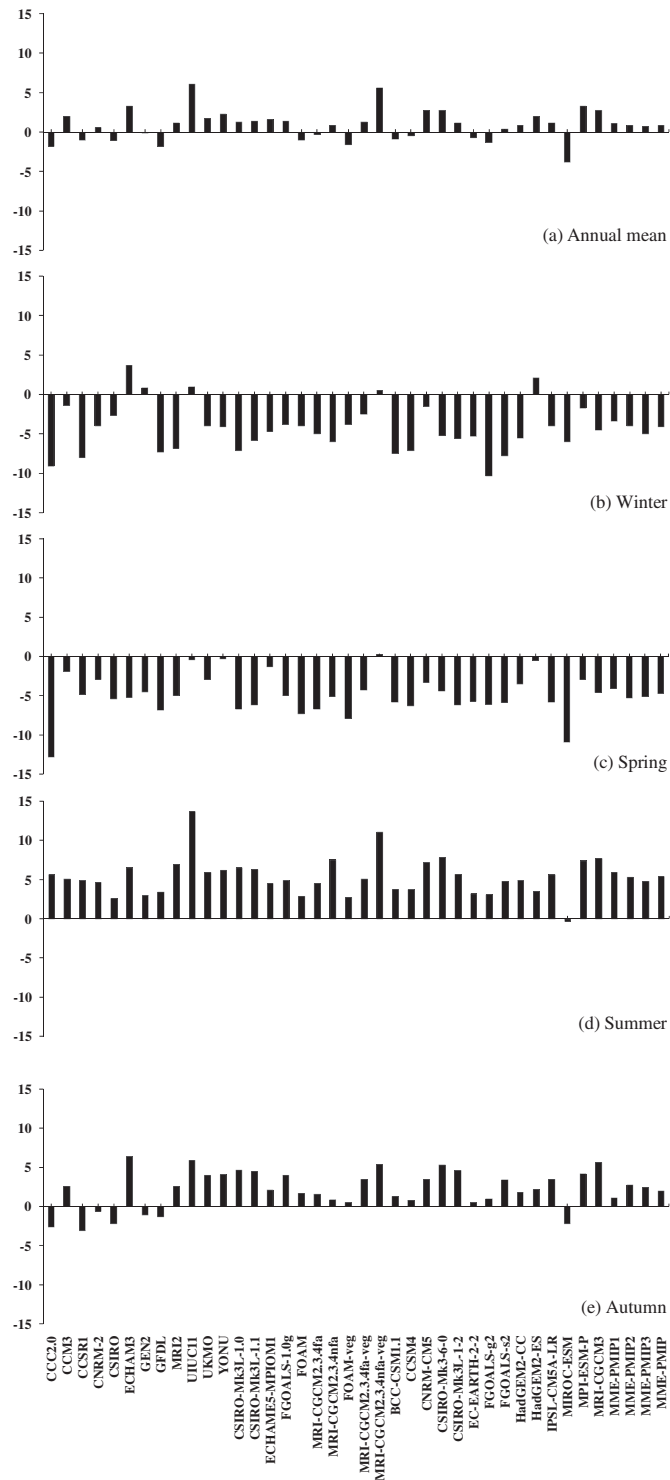 15
10
5
0
-5
-10
-15
(a) Annual mean
15
10
5
0
-5
-10
-15
(b) Winter
15
10
5
0
-5
-10
-15
(c) Spring
15
10
5
0
-5
-10
-15
(d) Summer
15
10
5
0
-5
-10
-15
(e) Autumn
CCC2.0
CCM3
CCSR1
CNRM-2
CSIRO
ECHAM3
GEN2
GFDL
MRI2
UIUC11
UKMO
YONU
CSIRO-Mk3L-1.0
CSIRO-Mk3L-1.1
ECHAM5-MPIOM1
FGOALS-1.0g
FOAM
MRI-CGCM2.3.4fa
MRI-CGCM2.3.4nfa
FOAM-veg
MRI-CGCM2.3.4fa-veg
MRI-CGCM2.3.4nfa-veg
BCC-CSM1.1
CCSM4
CNRM-CM5
CSIRO-Mk3-6-0
CSIRO-Mk3L-1-2
EC-EARTH-2-2
FGOALS-g2
FGOALS-s2
HadGEM2-CC
HadGEM2-ES
IPSL-CM5A-LR
MIROC-ESM
MPI-ESM-P
MRI-CGCM3
MME-PMIP1
MME-PMIP2
MME-PMIP3
MME-PMIP